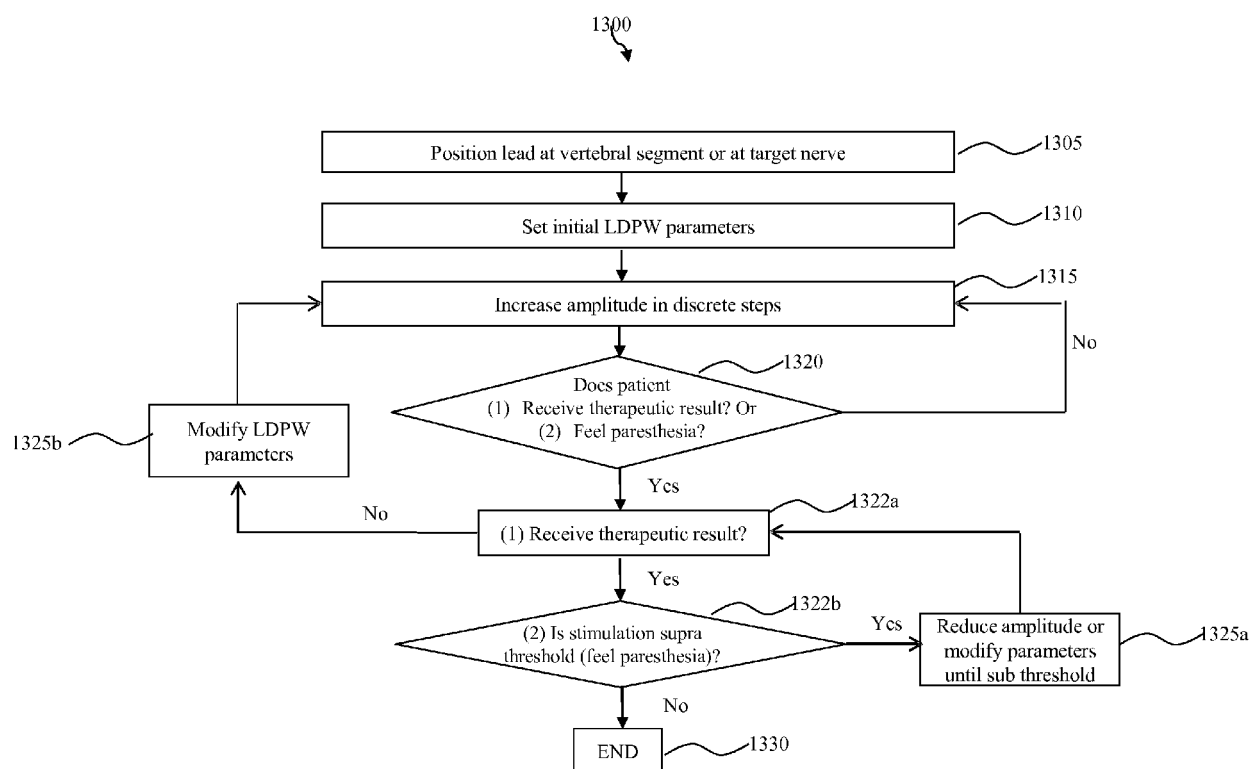 1300
Position lead at vertebral segment or at target nerve
1305
Set initial LDPW parameters
1310
1315
Increase amplitude in discrete steps
No
1320
Does patient
(1) Receive therapeutic result? Or
(2) Feel paresthesia?
1325b
Modify LDPW
parameters
Yes
1322a
No
(1) Receive therapeutic result?
Yes
1322b
(2) Is stimulation supra
threshold (feel paresthesia)?
Yes
Reduce amplitude or
modify parameters
until sub threshold
1325a
No
END
1330